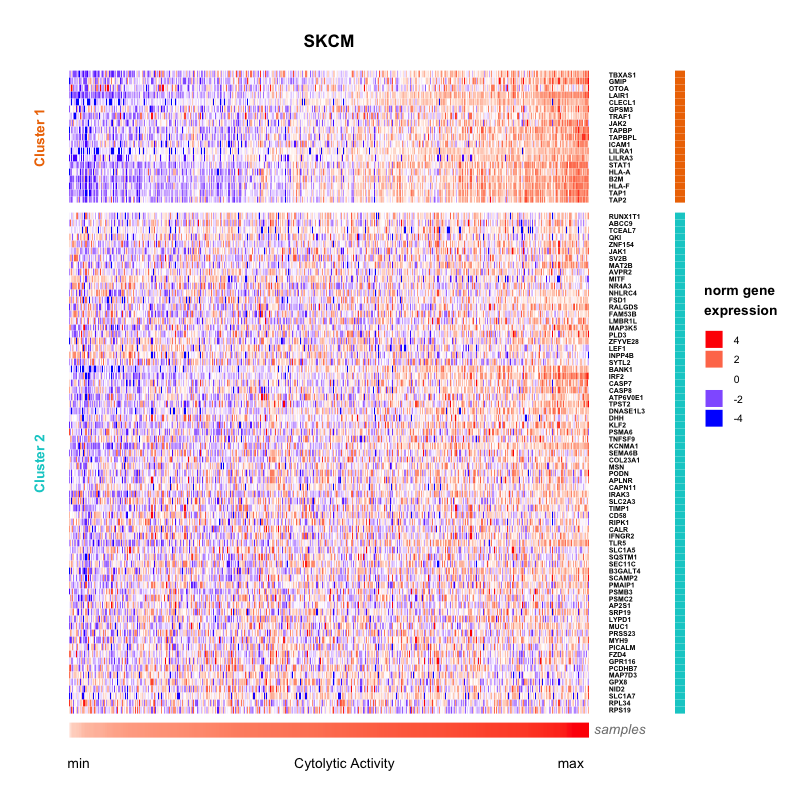 SKCM
Cluster 1
TBXAS1
GMIP
OTOA
LAIR1
CLECL1
GPSM3
TRAF1
JAK2
TAPBP
TAPBPL
ICAM1
LILRA1
LILRA3
STAT1
HLA-A
B2M
HLA-F
TAP1
TAP2
Cluster 2
RUNX1T1
ABCC9
TCEAL7
QKI
ZNF154
JAK1
SV2B
MAT2B
AVPR2
MITF
NR4A3
NHLRC4
FSD1
RALGDS
FAM53B
LMBR1L
MAP3K5
PLD3
ZFYVE28
LEF1
INPP4B
SYTL2
BANK1
IRF2
CASP7
CASP8
ATP6V0E1
TPST2
DNASE1L3
DHH
KLF2
PSMA6
TNFSF9
KCNMA1
SEMA6B
COL23A1
MSN
PODN
APLNR
CAPN11
IRAK3
SLC2A3
TIMP1
CD58
RIPK1
CALR
IFNGR2
TLR5
SLC1A5
SQSTM1
SEC11C
B3GALT4
SCAMP2
PMAIP1
PSMB3
PSMC2
AP2S1
SRP19
LYPD1
MUC1
PRSS23
MYH9
PICALM
FZD4
GPR116
PCDHB7
MAP7D3
GPX8
NID2
SLC1A7
RPL34
RPS19
norm gene
expression
4
2
0
-2
-4
samples
min Cytolytic Activity max